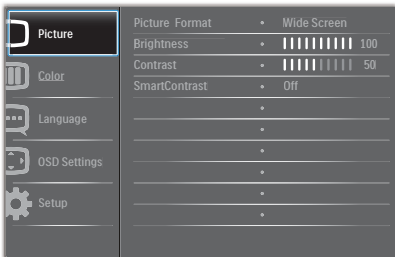 Picture
Color
Language
OSD Settings
Setup
Picture Format • Wide Screen
Brightness • 100
Contrast • 50
SmartContrast • Off
•
•
•
•
•
•